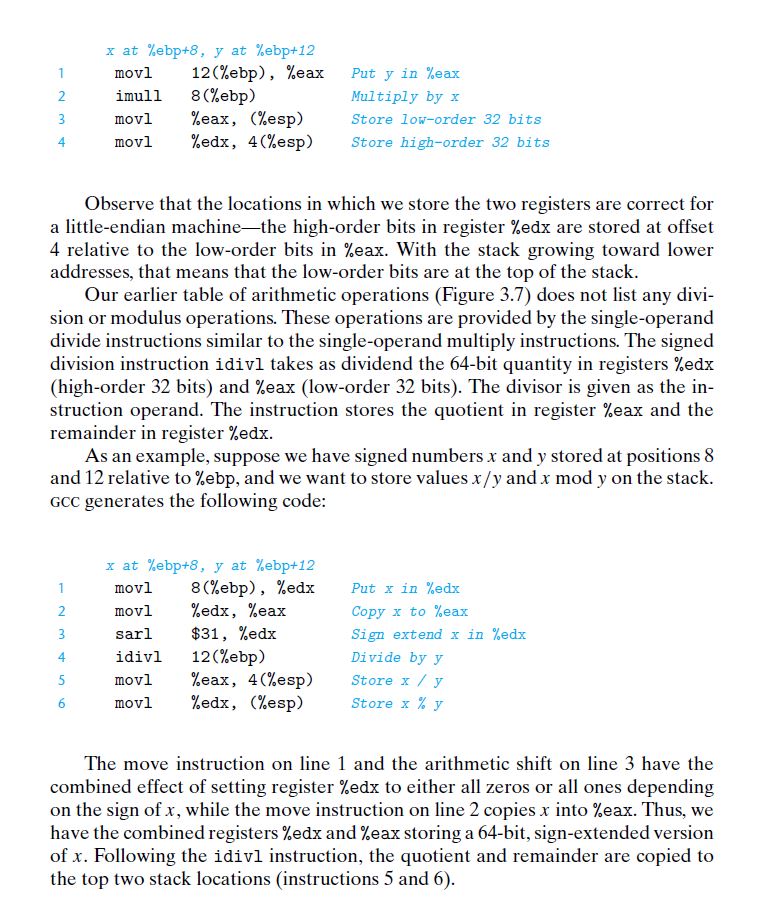 x at %ebp+8, y at %ebp+12
1 movl 12(%ebp), %eax Put y in %eax
2 imull 8(%ebp) Multiply by x
3 movl %eax, (%esp) Store low-order 32 bits
4 movl %edx, 4(%esp) Store high-order 32 bits
Observe that the locations in which we store the two registers are correct for
a little-endian machine—the high-order bits in register %edx are stored at offset
4 relative to the low-order bits in %eax. With the stack growing toward lower
addresses, that means that the low-order bits are at the top of the stack.
Our earlier table of arithmetic operations (Figure 3.7) does not list any divi-
sion or modulus operations. These operations are provided by the single-operand
divide instructions similar to the single-operand multiply instructions. The signed
division instruction idivl takes as dividend the 64-bit quantity in registers %edx
(high-order 32 bits) and %eax (low-order 32 bits). The divisor is given as the in-
struction operand. The instruction stores the quotient in register %eax and the
remainder in register %edx.
As an example, suppose we have signed numbers x and y stored at positions 8
and 12 relative to %ebp, and we want to store values x/y and x mod y on the stack.
GCC generates the following code:
x at %ebp+8, y at %ebp+12
1 movl 8(%ebp), %edx Put x in %edx
2 movl %edx, %eax Copy x to %eax
3 sarl $31, %edx Sign extend x in %edx
4 idivl 12(%ebp) Divide by y
5 movl %eax, 4(%esp) Store x / y
6 movl %edx, (%esp) Store x % y
The move instruction on line 1 and the arithmetic shift on line 3 have the
combined effect of setting register %edx to either all zeros or all ones depending
on the sign of x, while the move instruction on line 2 copies x into %eax. Thus, we
have the combined registers %edx and %eax storing a 64-bit, sign-extended version
of x. Following the idivl instruction, the quotient and remainder are copied to
the top two stack locations (instructions 5 and 6).